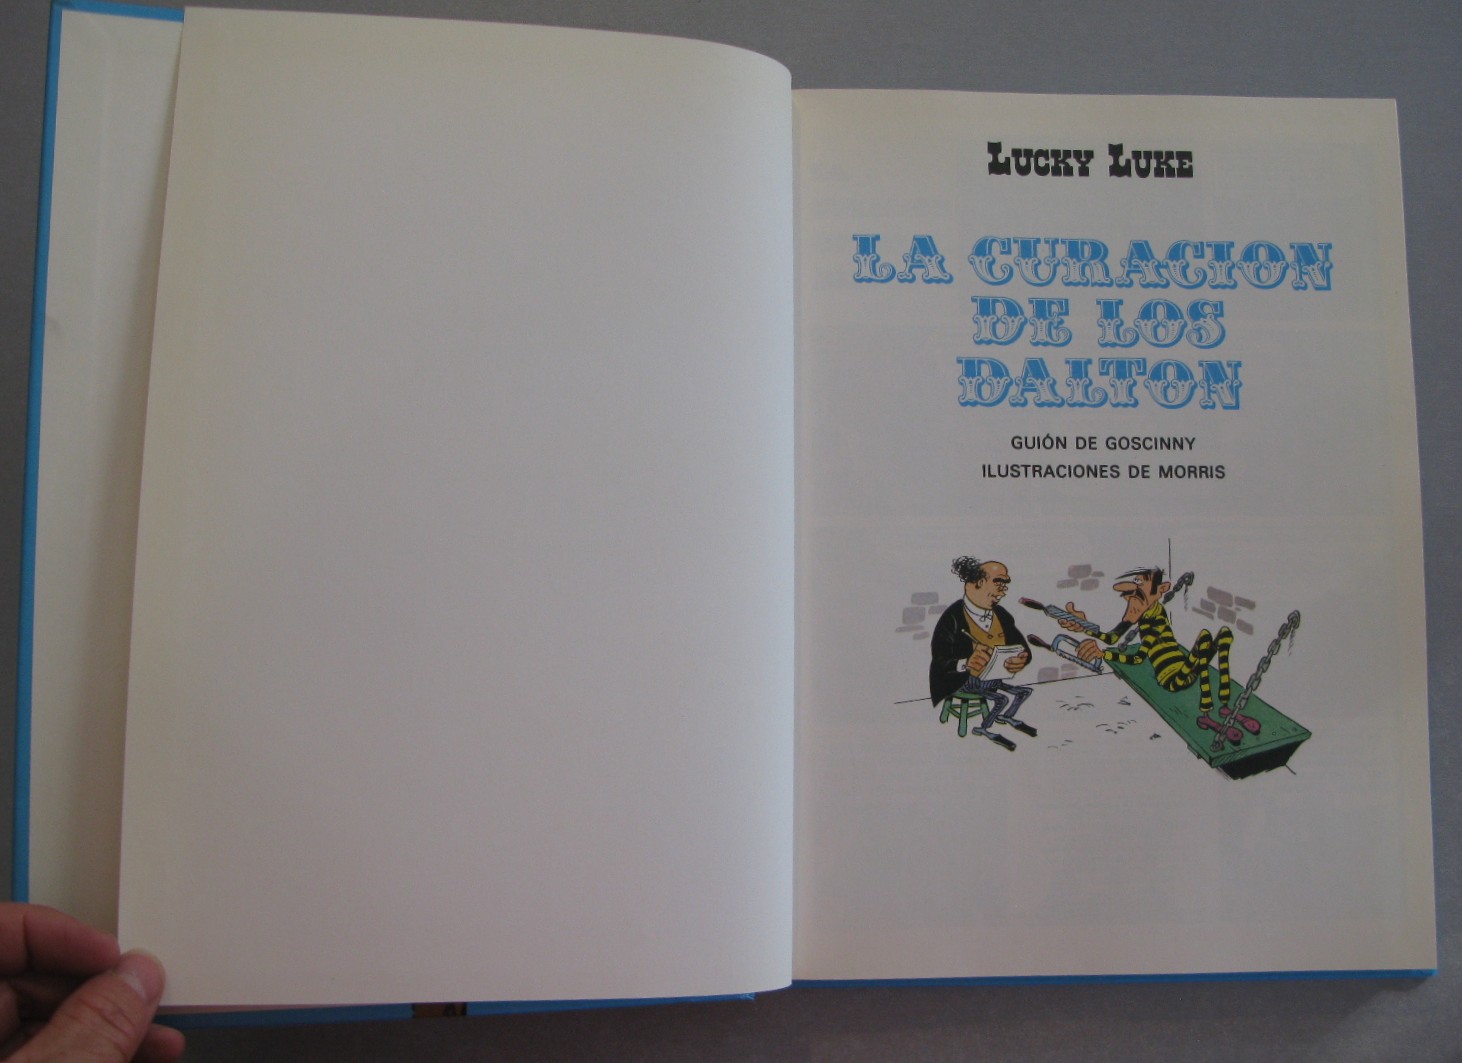 LUCKY LUKE
LA CURACION
DE LOS
DALTON
GUIÓN DE GOSCINNY
ILUSTRACIONES DE MORRIS